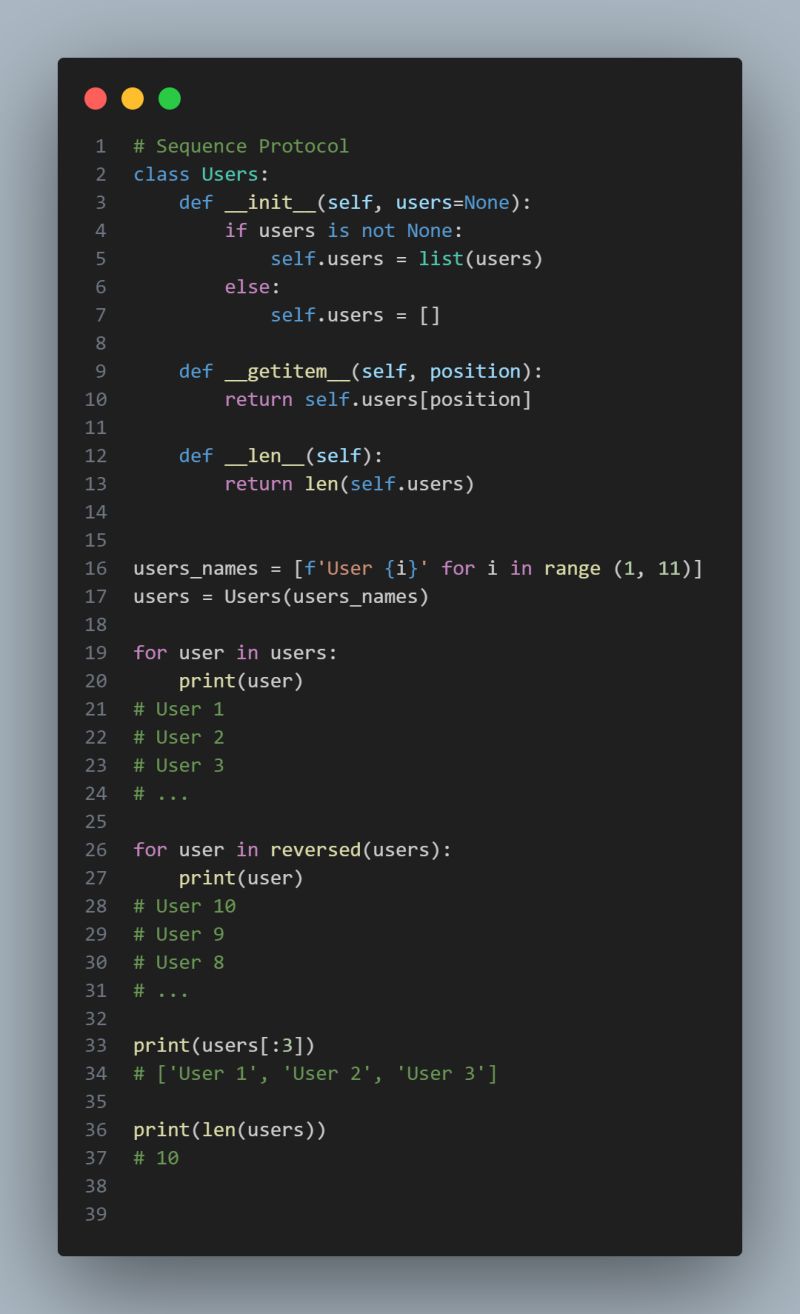 1 # Sequence Protocol
2 class Users:
3     def __init__(self, users=None):
4         if users is not None:
5             self.users = list(users)
6         else:
7             self.users = []
8
9     def __getitem__(self, position):
10         return self.users[position]
11
12     def __len__(self):
13         return len(self.users)
14
15
16 users_names = [f'User {i}' for i in range (1, 11)]
17 users = Users(users_names)
18
19 for user in users:
20     print(user)
21 # User 1
22 # User 2
23 # User 3
24 # ...
25
26 for user in reversed(users):
27     print(user)
28 # User 10
29 # User 9
30 # User 8
31 # ...
32
33 print(users[:3])
34 # ['User 1', 'User 2', 'User 3']
35
36 print(len(users))
37 # 10
38
39